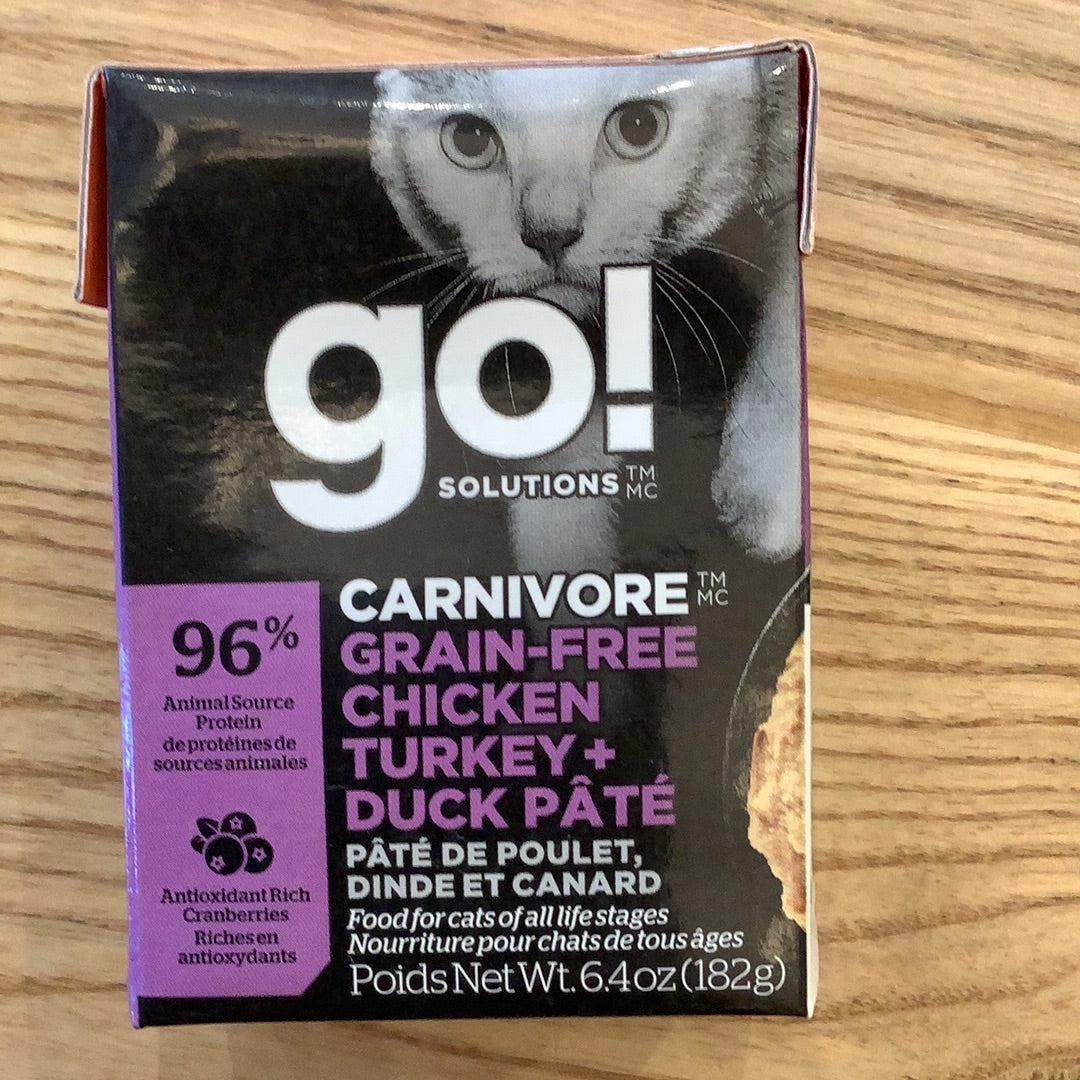 go!
SOLUTIONS TM MC
CARNIVORE TM MC
GRAIN-FREE
CHICKEN
TURKEY+
DUCK PÂTÉ
PÂTÉ DE POULET,
DINDE ET CANARD
Food for cats of all life stages
Nourriture pour chats de tous âges
Poids Net Wt. 6.4oz (182g)
96%
Animal Source
Protein
de protéines de
sources animales
Antioxidant Rich
Cranberries
Riches en
antioxydants